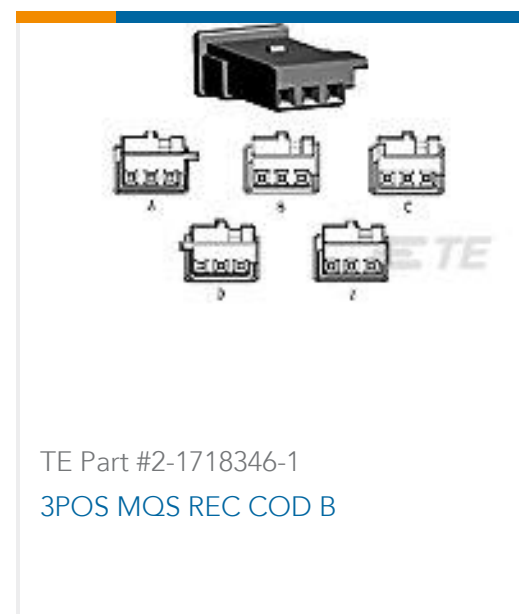 A B C
TE
D Z
TE Part #2-1718346-1
3POS MQS REC COD B